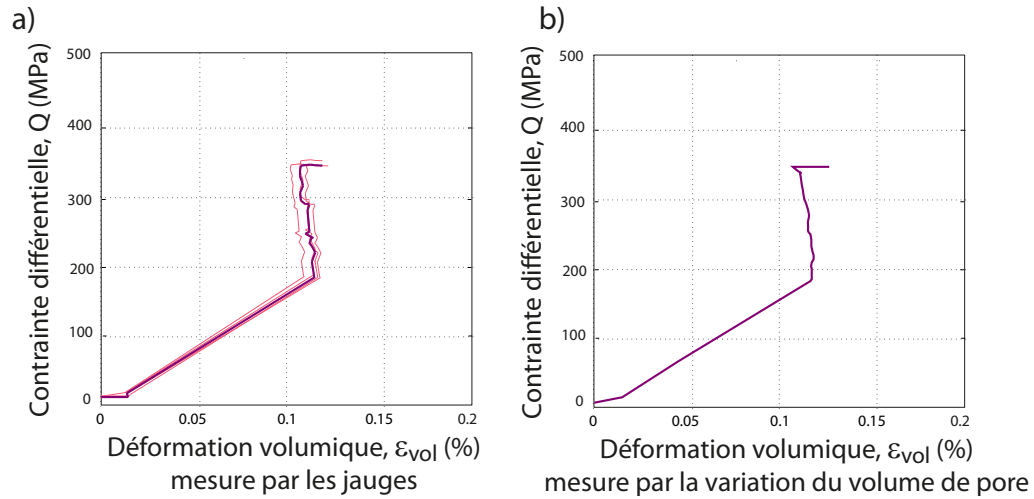 a)
Contrainte différentielle, Q (MPa)
500
400
300
200
100
0
0
0.05
0.1
0.15
0.2
Déformation volumique, εvol (%)
mesure par les jauges
b)
Contrainte différentielle, Q (MPa)
500
400
300
200
100
0
0
0.05
0.1
0.15
0.2
Déformation volumique, εvol (%)
mesure par la variation du volume de pore